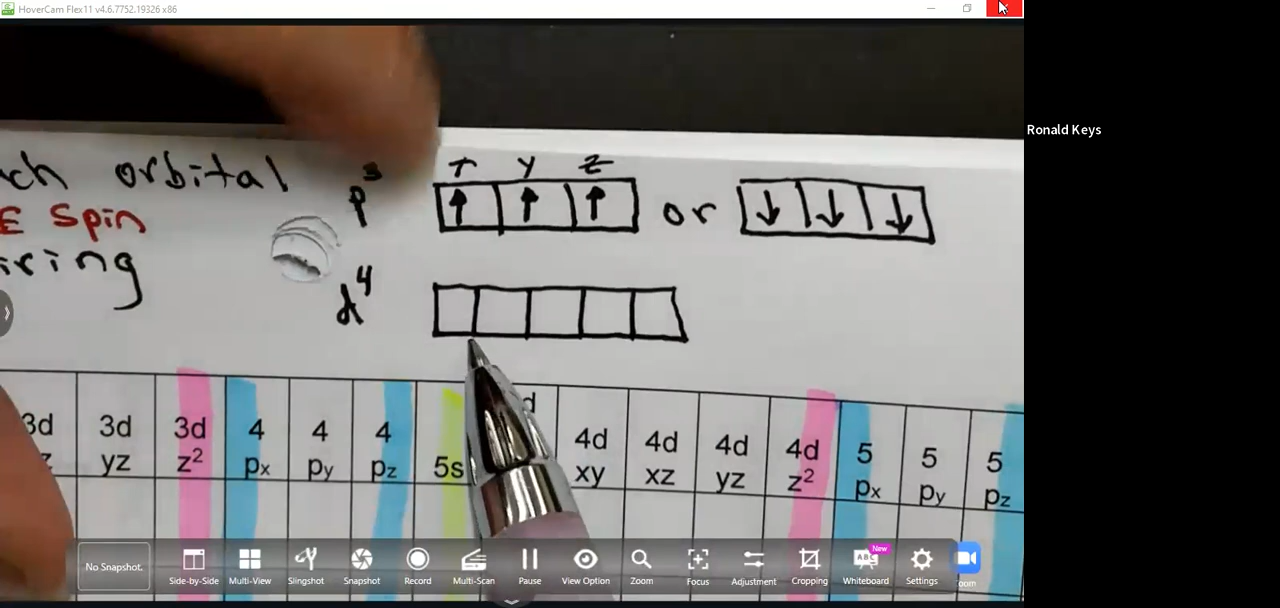 HoverCam Flex11 v4.6.7752.19326 x86
Ronald Keys
ch orbital
E Spin
iring
p³ x y z or
d⁴
3d 3d 3d 4 4 4 5s 4d 4d 4d 4d 5 5 5
yz z² px py pz xy xz yz z² px py pz
No Snapshot.
Side-by-Side Multi-View Slingshot Snapshot Record Multi-Scan Pause View Option Zoom Focus Adjustment Cropping Whiteboard Settings oom
New
ABC